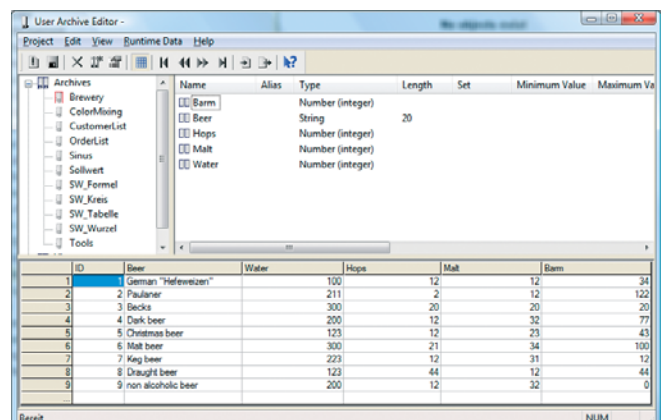 User Archive Editor -
Project Edit View Runtime Data Help
Archives
Brewery
ColorMixing
CustomerList
OrderList
Sinus
Sollwert
SW_Formel
SW_Kreis
SW_Tabelle
SW_Wurzel
Tools
Name Alias Type Length Set Minimum Value Maximum Va
Barm Number (integer)
Beer String 20
Hops Number (integer)
Malt Number (integer)
Water Number (integer)
ID Beer Water Hops Malt Barm
1 1 German "Hefeweizen" 100 12 12 34
2 2 Paulaner 211 2 12 122
3 3 Becks 300 20 20 20
4 4 Dark beer 200 12 32 77
5 5 Christmas beer 123 12 23 43
6 6 Malt beer 300 21 34 100
7 7 Keg beer 223 12 31 12
8 8 Draught beer 123 44 12 44
9 9 non alcoholic beer 200 12 32 0
...
Bereit NUM